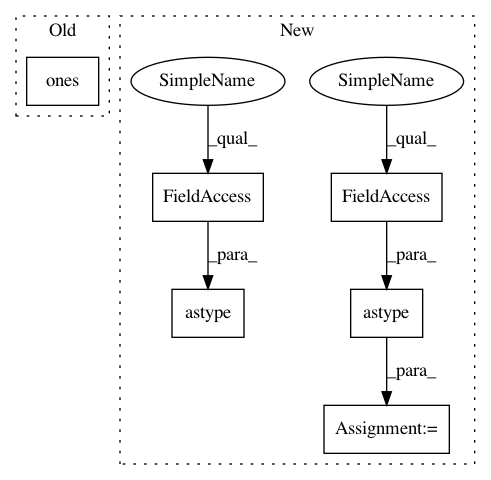 Old
New
ones
SimpleName
SimpleName
_qual_
_qual_
FieldAccess
FieldAccess
_para_
_para_
astype
astype
_para_
Assignment:=